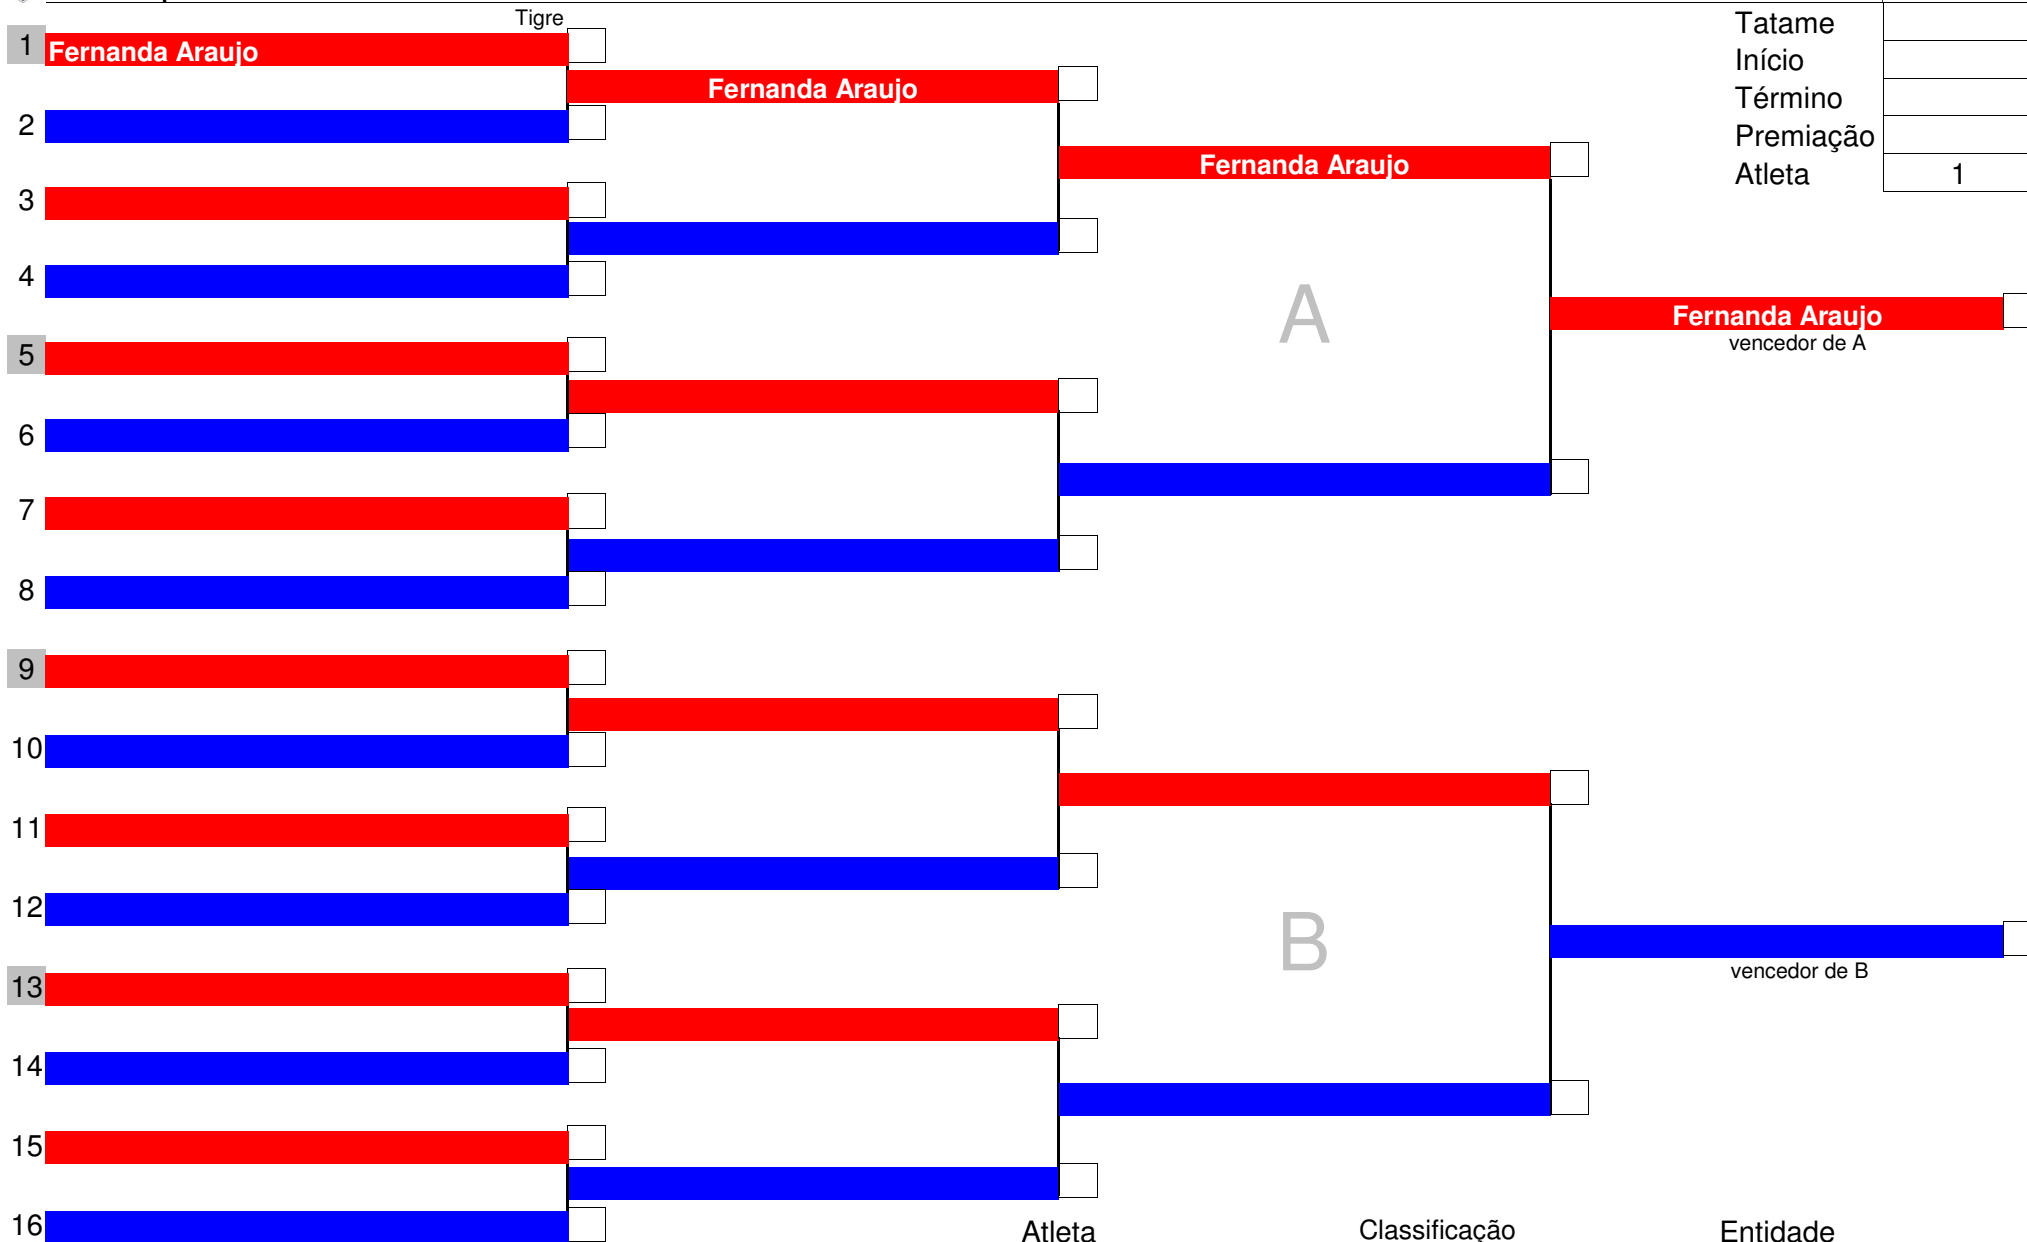 Tigre
Tatame
1 Fernanda Araujo
Início
Fernanda Araujo
Término
2
Premiação
Fernanda Araujo
Atleta 1
3
4
A
Fernanda Araujo
vencedor de A
5
6
7
8
9
10
11
12
B
vencedor de B
13
14
15
16
Atleta Classificação Entidade